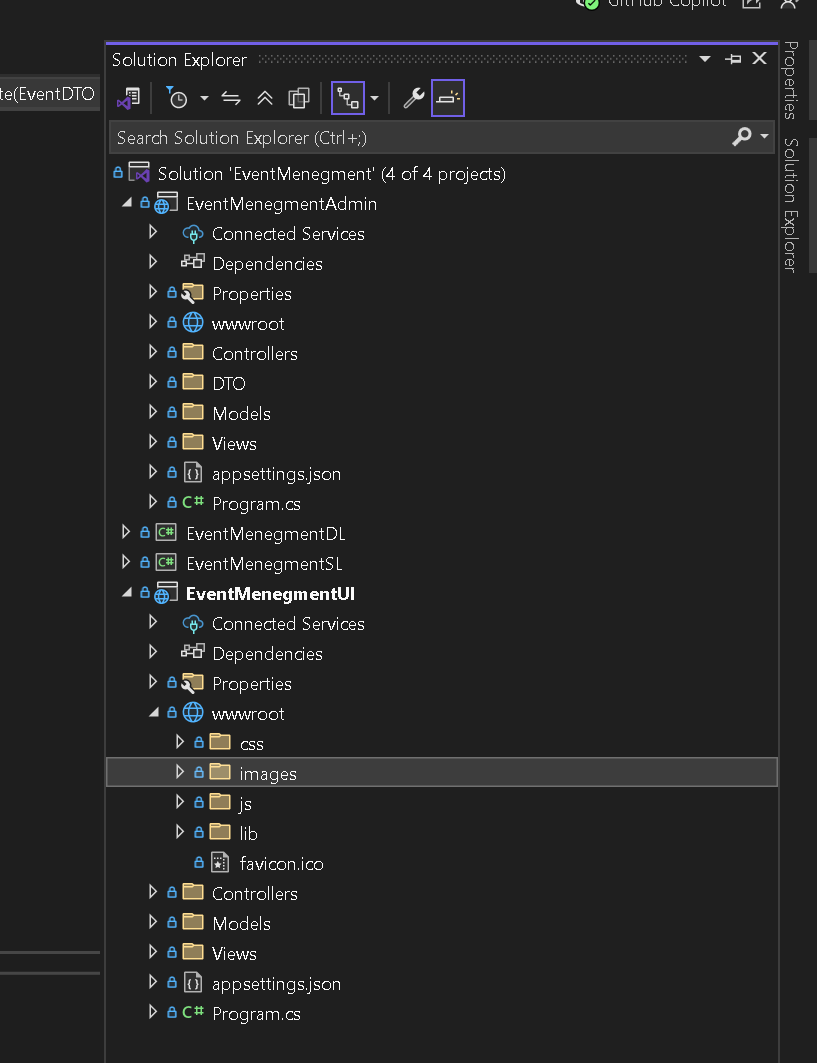 GitHub Copilot
te(EventDTO
Solution Explorer
Search Solution Explorer (Ctrl+;)
Solution 'EventMenegment' (4 of 4 projects)
EventMenegmentAdmin
Connected Services
Dependencies
Properties
wwwroot
Controllers
DTO
Models
Views
appsettings.json
C# Program.cs
C# EventMenegmentDL
C# EventMenegmentSL
EventMenegmentUI
Connected Services
Dependencies
Properties
wwwroot
css
images
js
lib
favicon.ico
Controllers
Models
Views
appsettings.json
C# Program.cs
Properties
Solution Explorer